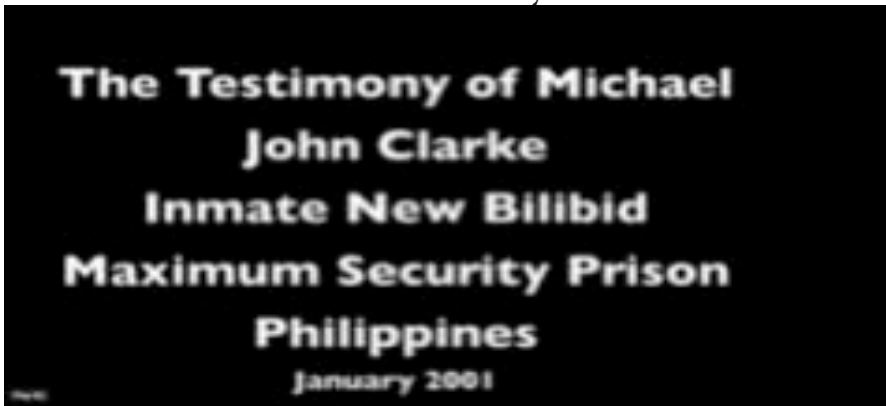 The Testimony of Michael
John Clarke
Inmate New Bilibid
Maximum Security Prison
Philippines
January 2001